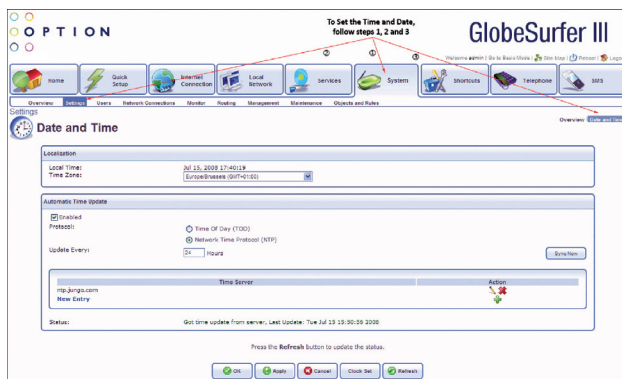 OPTION
To Set the Time and Date,
follow steps 1, 2 and 3
GlobeSurfer III
② ① ③
Welcome admin | Go to Basic Mode | Site Map | Reboot | Logout
Home Quick Setup Internet Connection Local Network Services System Shortcuts Telephone SMS
Overview Settings Users Network Connections Monitor Routing Management Maintenance Objects and Rules
Settings
Overview Date and Time
Date and Time
Localization
Local Time: Jul 15, 2008 17:40:19
Time Zone: Europe/Brussels (GMT+01:00)
Automatic Time Update
Enabled
Protocol: Time Of Day (TOD)
Network Time Protocol (NTP)
Update Every: 24 Hours Sync Now
Time Server Action
ntp.jungo.com
New Entry
Status: Got time update from server, Last Update: Tue Jul 15 15:50:56 2008
Press the Refresh button to update the status.
OK Apply Cancel Clock Set Refresh